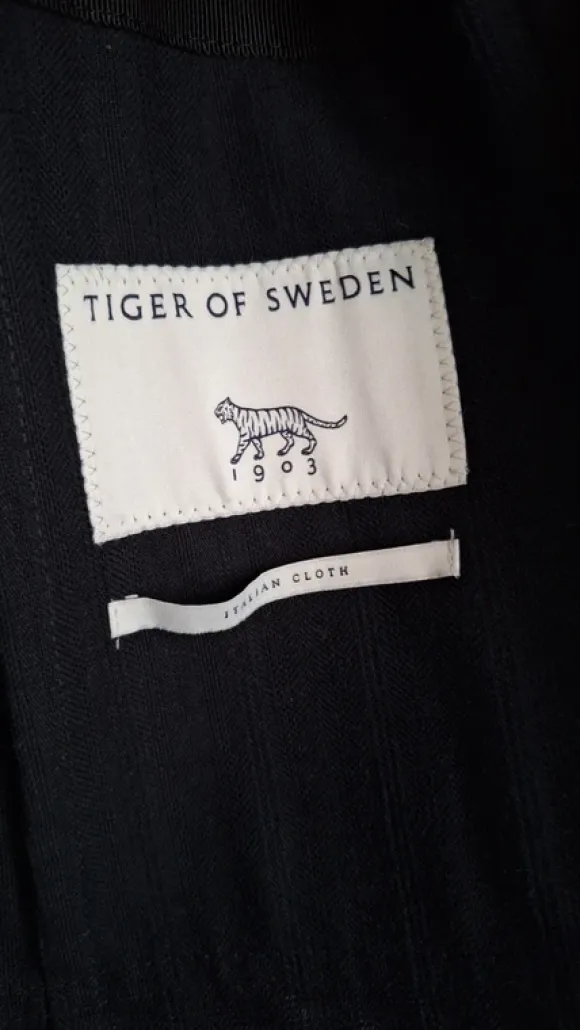 TIGER OF SWEDEN
1903
ITALIAN CLOTH